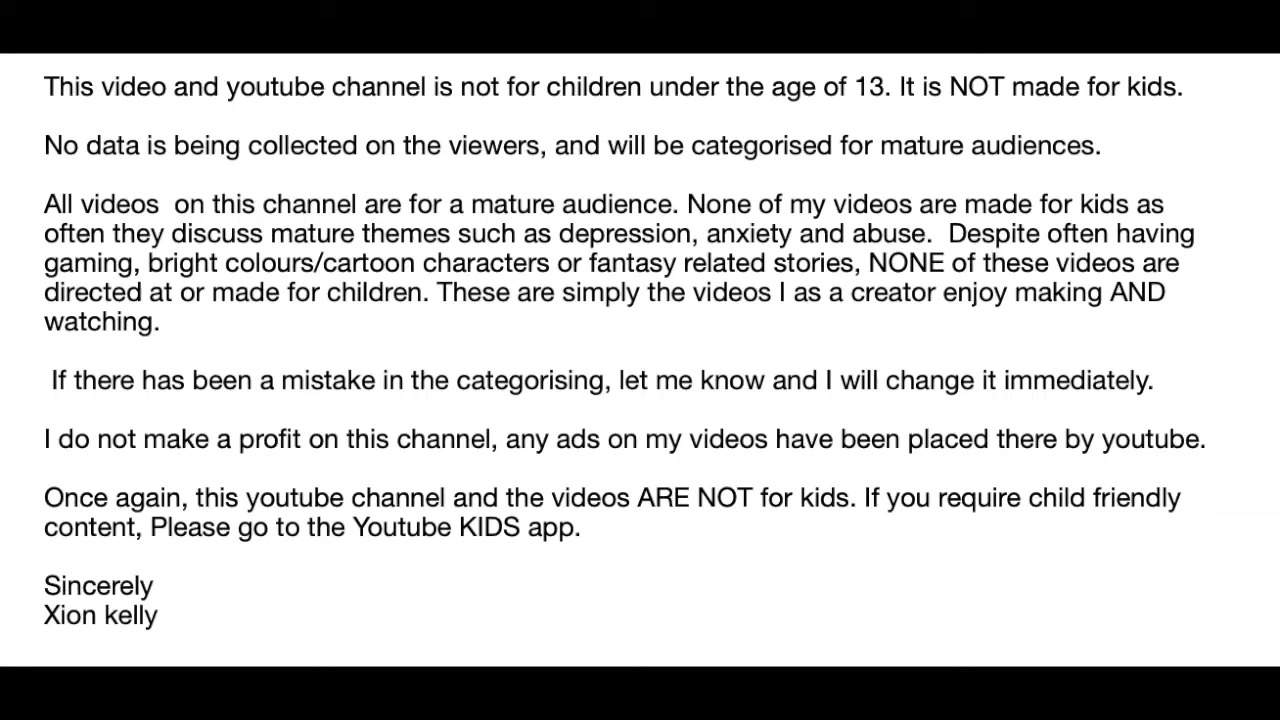 This video and youtube channel is not for children under the age of 13. It is NOT made for kids.
No data is being collected on the viewers, and will be categorised for mature audiences.
All videos  on this channel are for a mature audience. None of my videos are made for kids as
often they discuss mature themes such as depression, anxiety and abuse.  Despite often having
gaming, bright colours/cartoon characters or fantasy related stories, NONE of these videos are
directed at or made for children. These are simply the videos I as a creator enjoy making AND
watching.
If there has been a mistake in the categorising, let me know and I will change it immediately.
I do not make a profit on this channel, any ads on my videos have been placed there by youtube.
Once again, this youtube channel and the videos ARE NOT for kids. If you require child friendly
content, Please go to the Youtube KIDS app.
Sincerely
Xion kelly